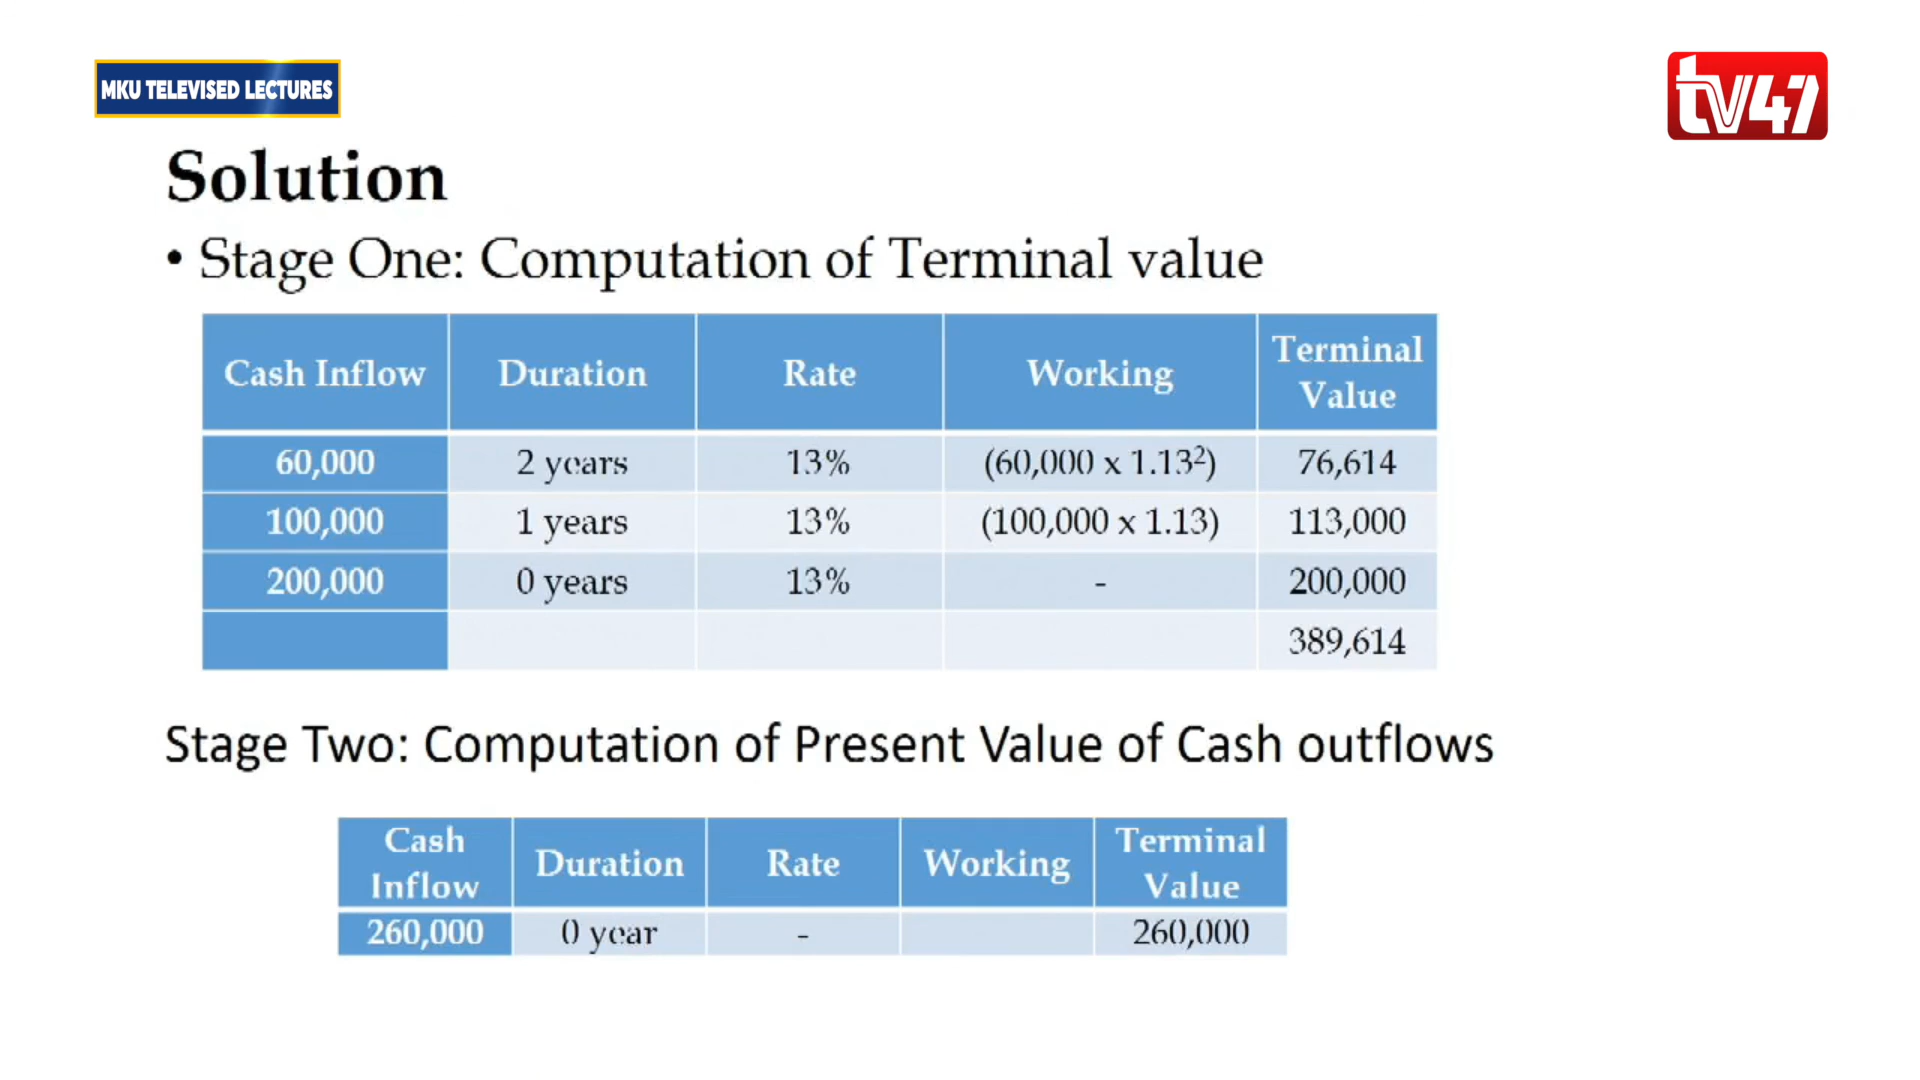 MKU TELEVISED LECTURES
tv47
Solution
• Stage One: Computation of Terminal value
Cash Inflow Duration Rate Working Terminal Value
60,000 2 years 13% (60,000 x 1.13²) 76,614
100,000 1 years 13% (100,000 x 1.13) 113,000
200,000 0 years 13% - 200,000
389,614
Stage Two: Computation of Present Value of Cash outflows
Cash Inflow Duration Rate Working Terminal Value
260,000 0 year - 260,000